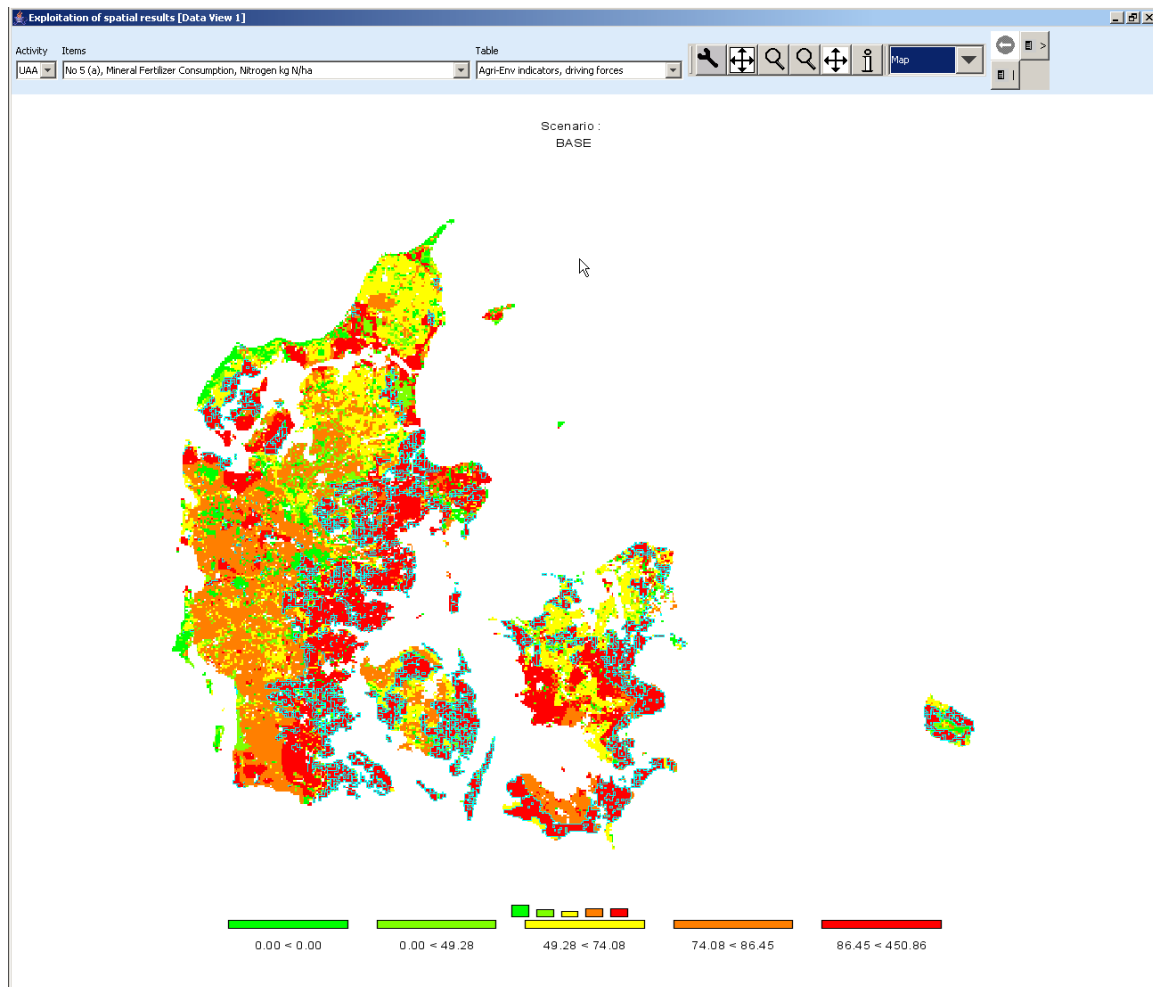 Exploitation of spatial results [Data View 1]
Activity Items Table
UAA No 5 (a), Mineral Fertilizer Consumption, Nitrogen kg N/ha Agri-Env indicators, driving forces Map
Scenario :
BASE
0.00 < 0.00 0.00 < 49.28 49.28 < 74.08 74.08 < 86.45 86.45 < 450.86